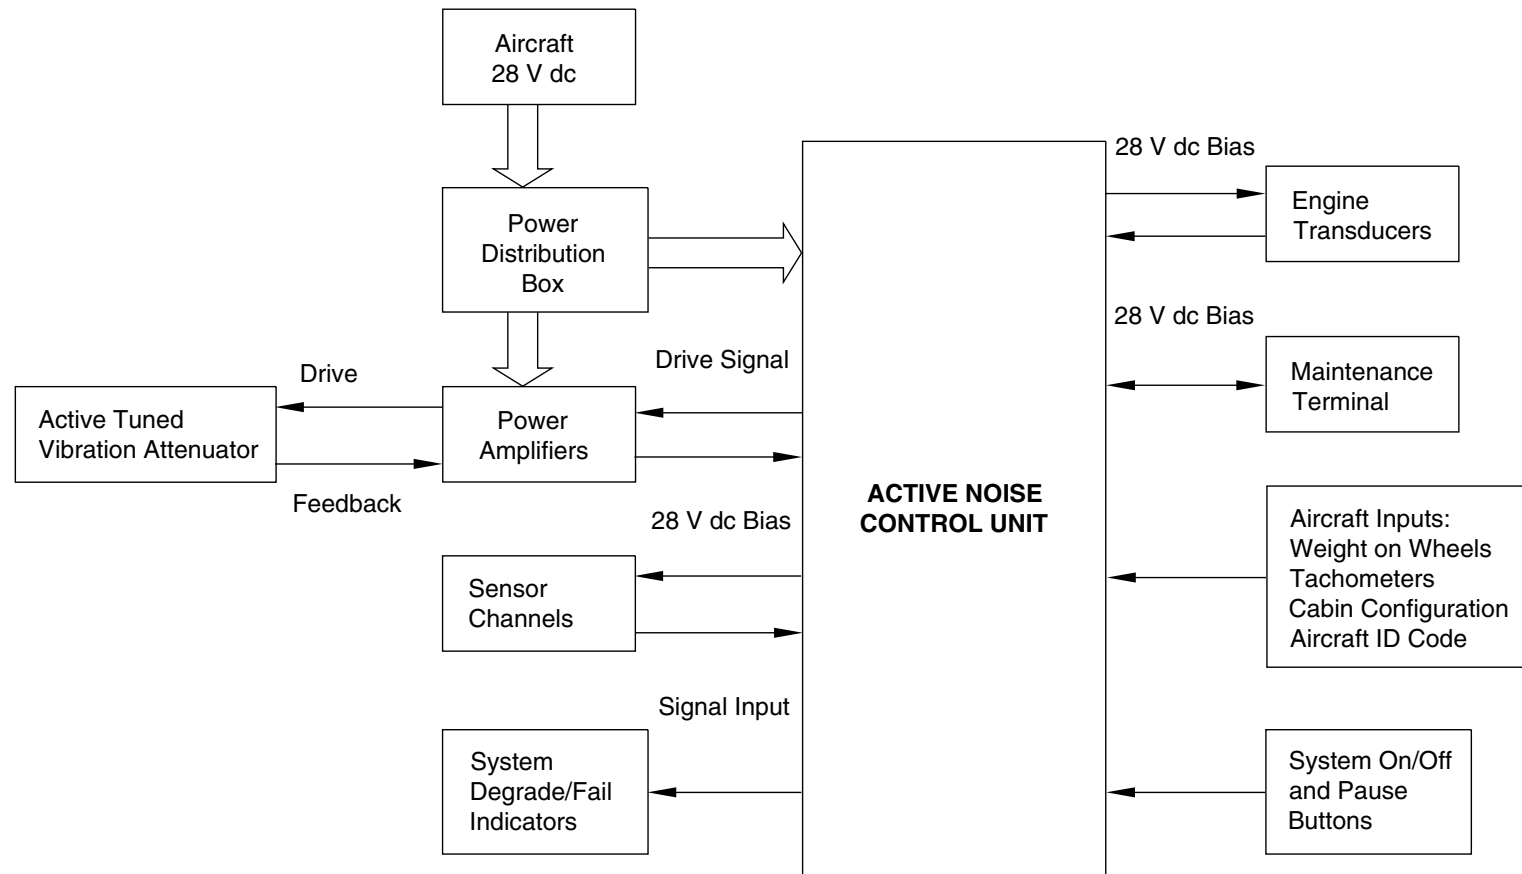 Aircraft
28 V dc
Power
Distribution
Box
Drive
Drive Signal
Active Tuned
Vibration Attenuator
Power
Amplifiers
Feedback
28 V dc Bias
Sensor
Channels
Signal Input
System
Degrade/Fail
Indicators
ACTIVE NOISE
CONTROL UNIT
28 V dc Bias
Engine
Transducers
28 V dc Bias
Maintenance
Terminal
Aircraft Inputs:
Weight on Wheels
Tachometers
Cabin Configuration
Aircraft ID Code
System On/Off
and Pause
Buttons